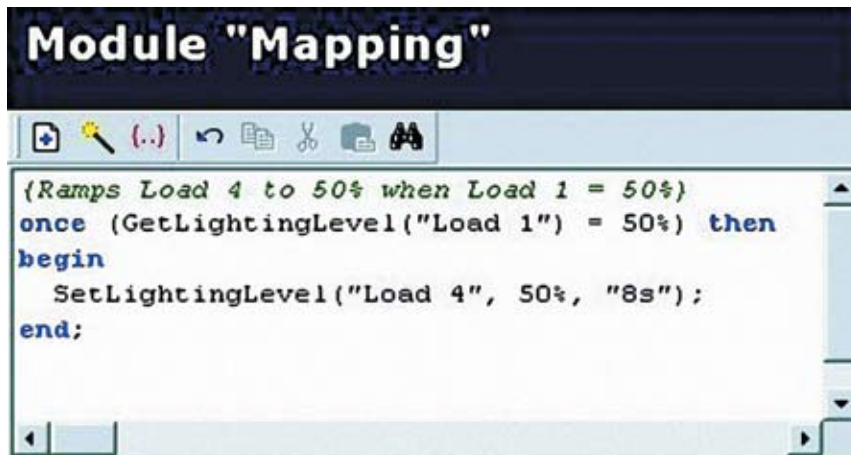 Module "Mapping"
{..}
{Ramps Load 4 to 50% when Load 1 = 50%}
once (GetLightingLevel("Load 1") = 50%) then
begin
  SetLightingLevel("Load 4", 50%, "8s");
end;